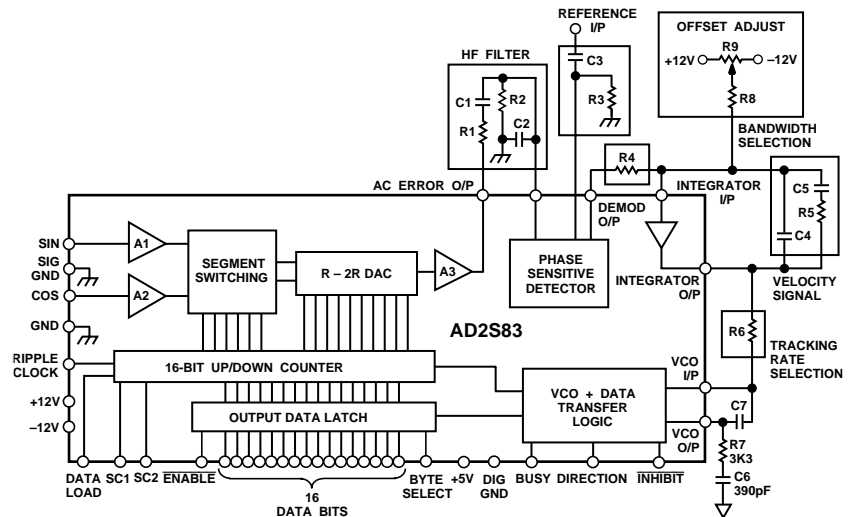 REFERENCE
I/P
OFFSET ADJUST
R9
+12V
–12V
R8
HF FILTER
C1
R2
C2
R1
C3
R3
BANDWIDTH
SELECTION
R4
AC ERROR O/P
DEMOD
O/P
INTEGRATOR
I/P
C5
R5
C4
SIN
SIG
GND
COS
GND
RIPPLE
CLOCK
+12V
–12V
A1
A2
SEGMENT
SWITCHING
R – 2R DAC
A3
PHASE
SENSITIVE
DETECTOR
INTEGRATOR
O/P
VELOCITY
SIGNAL
AD2S83
R6
TRACKING
RATE
SELECTION
16-BIT UP/DOWN COUNTER
OUTPUT DATA LATCH
VCO + DATA
TRANSFER
LOGIC
VCO
I/P
C7
VCO
O/P
R7
3K3
C6
390pF
DATA
LOAD
SC1
SC2
ENABLE
16
DATA BITS
BYTE
SELECT
+5V
DIG
GND
BUSY
DIRECTION
INHIBIT